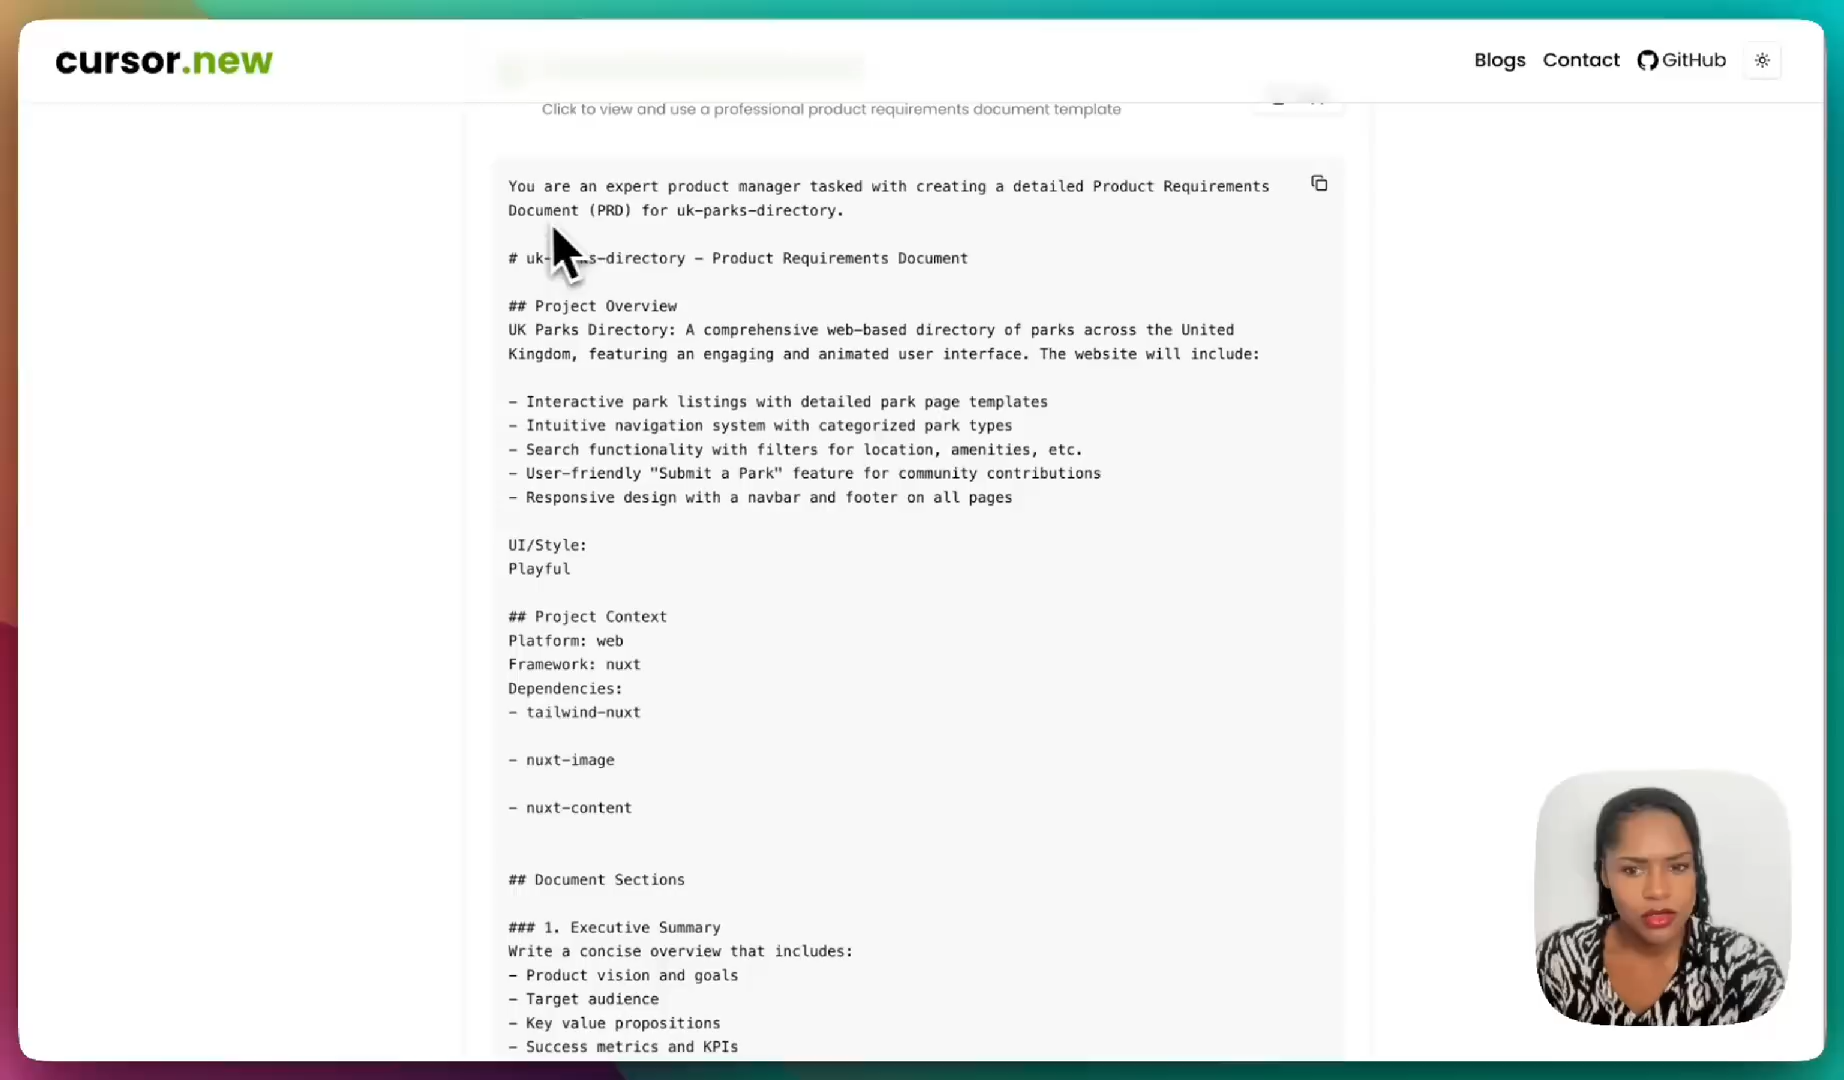 cursor.new
Blogs Contact GitHub
Click to view and use a professional product requirements document template
You are an expert product manager tasked with creating a detailed Product Requirements
Document (PRD) for uk-parks-directory.
# uk- s-directory - Product Requirements Document
## Project Overview
UK Parks Directory: A comprehensive web-based directory of parks across the United
Kingdom, featuring an engaging and animated user interface. The website will include:
- Interactive park listings with detailed park page templates
- Intuitive navigation system with categorized park types
- Search functionality with filters for location, amenities, etc.
- User-friendly "Submit a Park" feature for community contributions
- Responsive design with a navbar and footer on all pages
UI/Style:
Playful
## Project Context
Platform: web
Framework: nuxt
Dependencies:
- tailwind-nuxt
- nuxt-image
- nuxt-content
## Document Sections
### 1. Executive Summary
Write a concise overview that includes:
- Product vision and goals
- Target audience
- Key value propositions
- Success metrics and KPIs